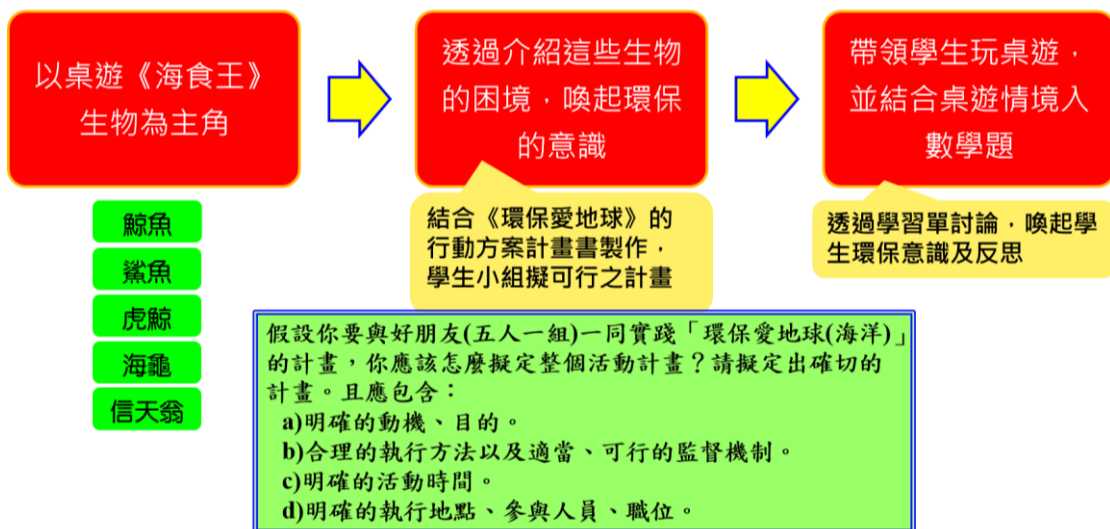 以桌遊《海食王》
生物為主角
透過介紹這些生物
的困境，喚起環保
的意識
帶領學生玩桌遊，
並結合桌遊情境入
數學題
鯨魚
鯊魚
虎鯨
海龜
信天翁
結合《環保愛地球》的
行動方案計畫書製作，
學生小組擬可行之計畫
透過學習單討論，喚起學
生環保意識及反思
假設你要與好朋友(五人一組)一同實踐「環保愛地球(海洋)」
的計畫，你應該怎麼擬定整個活動計畫？請擬定出確切的
計畫。且應包含：
a)明確的動機、目的。
b)合理的執行方法以及適當、可行的監督機制。
c)明確的活動時間。
d)明確的執行地點、參與人員、職位。